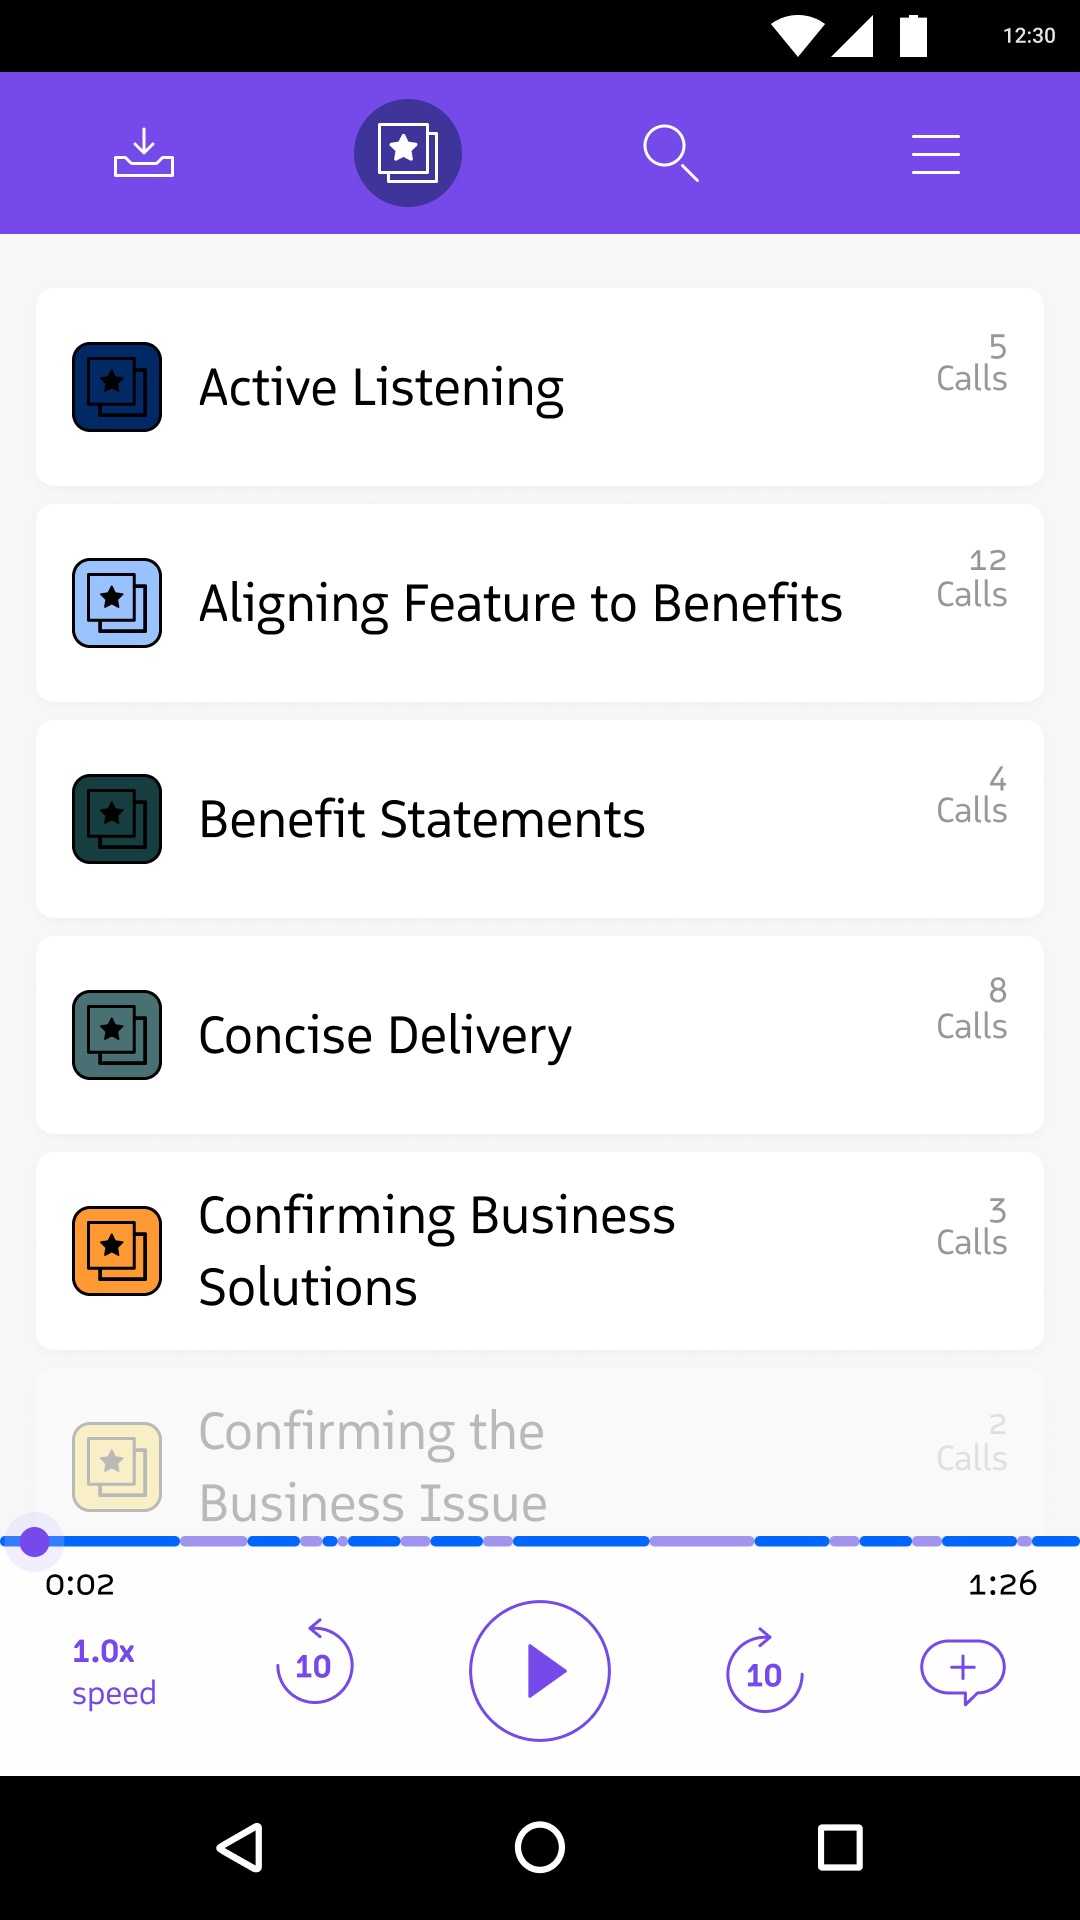 12:30
Active Listening
5
Calls
Aligning Feature to Benefits
12
Calls
Benefit Statements
4
Calls
Concise Delivery
8
Calls
Confirming Business
Solutions
3
Calls
Confirming the
Business Issue
2
Calls
0:02
1:26
1.0x
speed
10
10